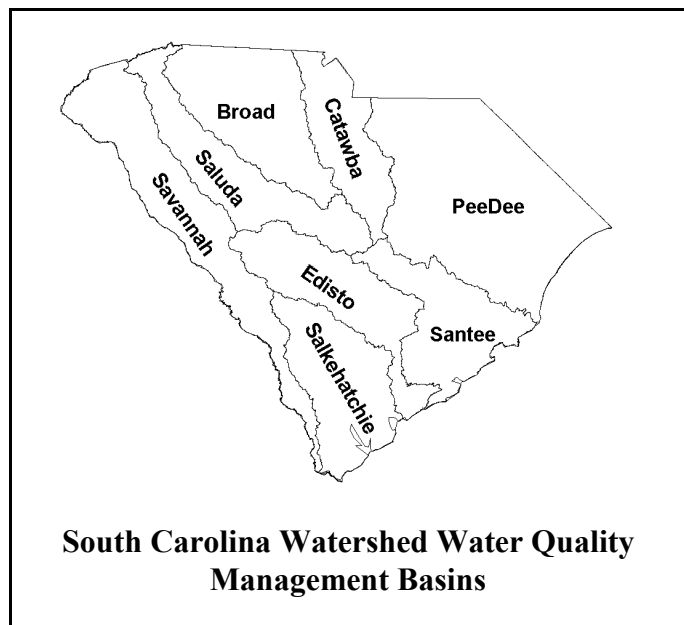 Broad
Catawba
Saluda
Savannah
PeeDee
Edisto
Santee
Salkehatchie
South Carolina Watershed Water Quality
Management Basins